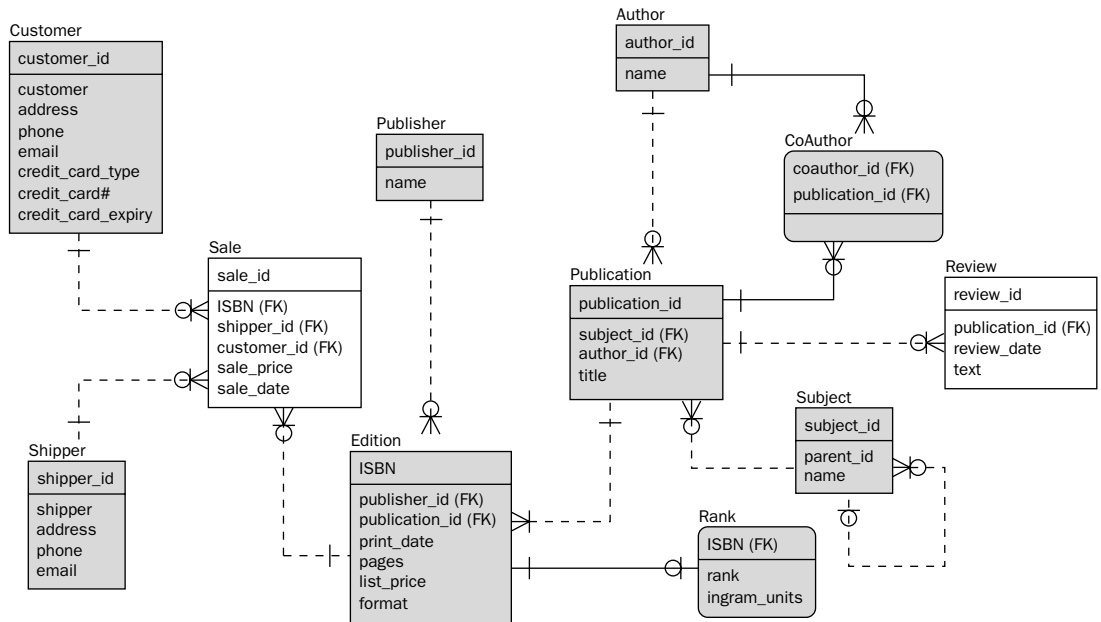 Customer
customer_id
customer
address
phone
email
credit_card_type
credit_card#
credit_card_expiry
Sale
sale_id
ISBN (FK)
shipper_id (FK)
customer_id (FK)
sale_price
sale_date
Shipper
shipper_id
shipper
address
phone
email
Publisher
publisher_id
name
Edition
ISBN
publisher_id (FK)
publication_id (FK)
print_date
pages
list_price
format
Author
author_id
name
CoAuthor
coauthor_id (FK)
publication_id (FK)
Publication
publication_id
subject_id (FK)
author_id (FK)
title
Review
review_id
publication_id (FK)
review_date
text
Subject
subject_id
parent_id
name
Rank
ISBN (FK)
rank
ingram_units